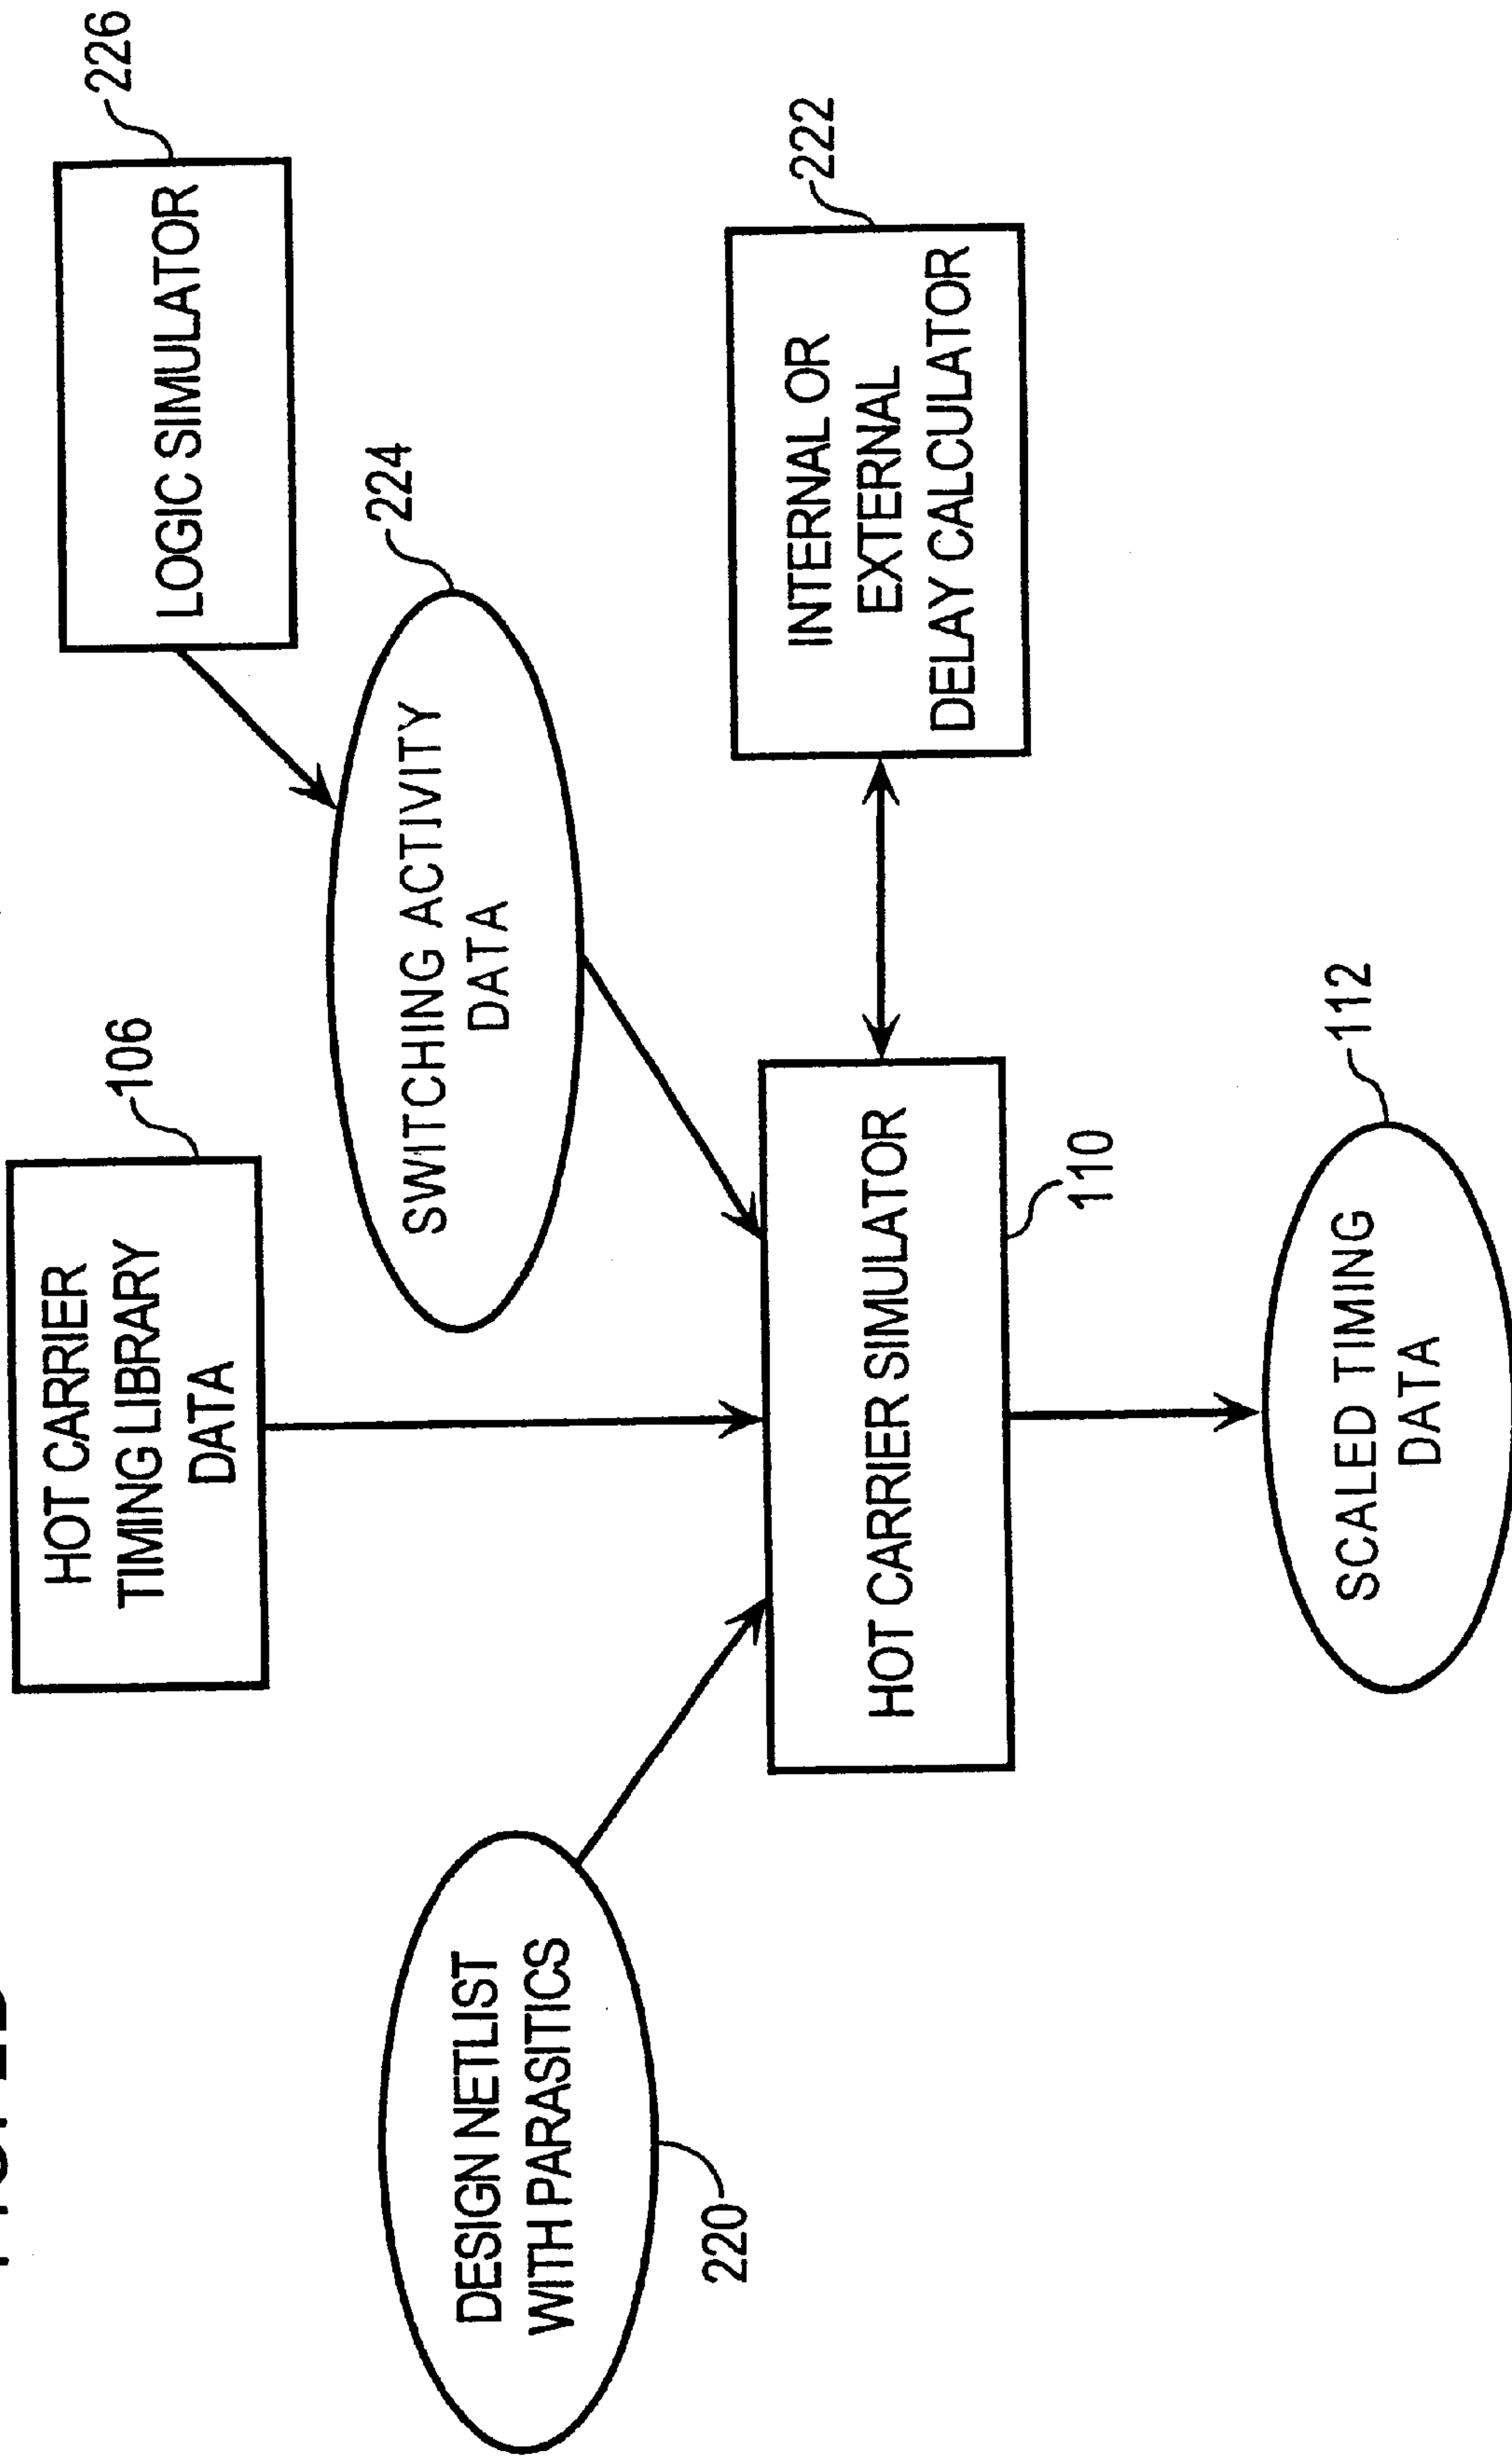 226
LOGIC SIMULATOR
106
HOT CARRIER
TIMING LIBRARY
DATA
224
SWITCHING ACTIVITY
DATA
DESIGN NETLIST
WITH PARASITICS
220
222
INTERNAL OR
EXTERNAL
DELAY CALCULATOR
HOT CARRIER SIMULATOR
110
112
SCALED TIMING
DATA